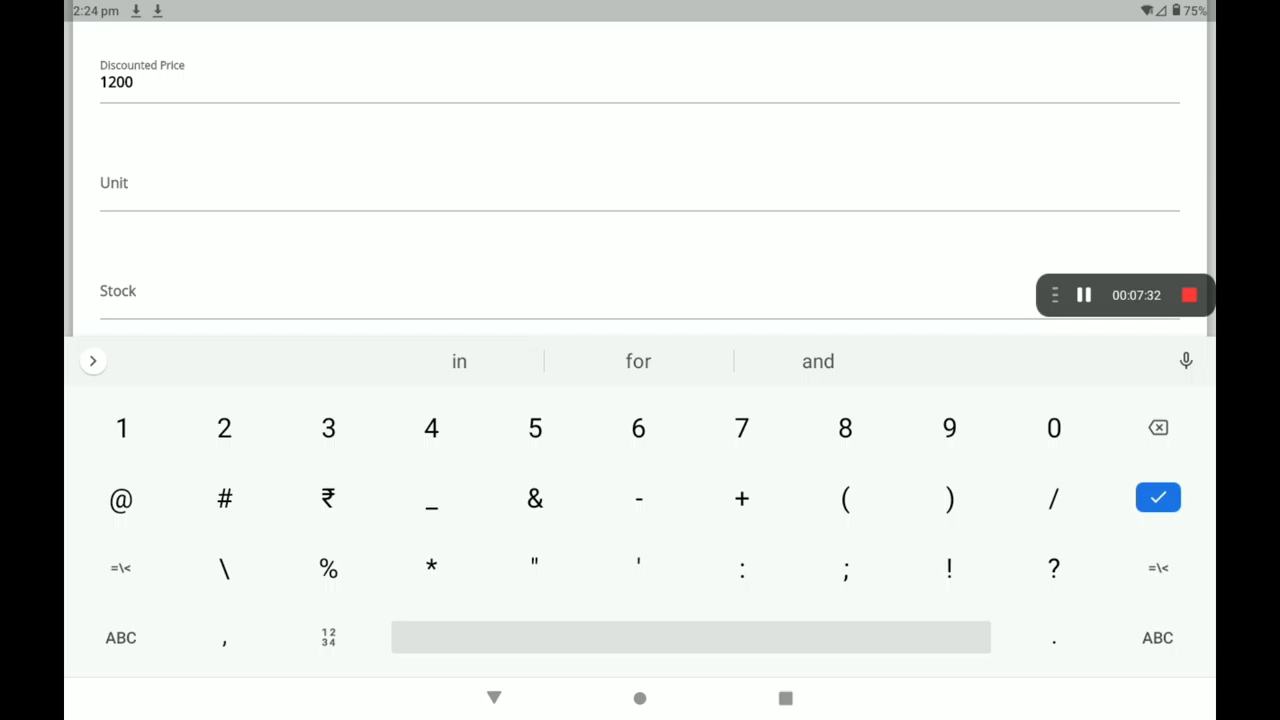 2:24 pm
75%
Discounted Price
1200
Unit
Stock
00:07:32
in for and
1 2 3 4 5 6 7 8 9 0
@ # ₹ _ & - + ( ) /
=\< \ % * " ' : ; ! ? =\<
ABC , 12 34 . ABC